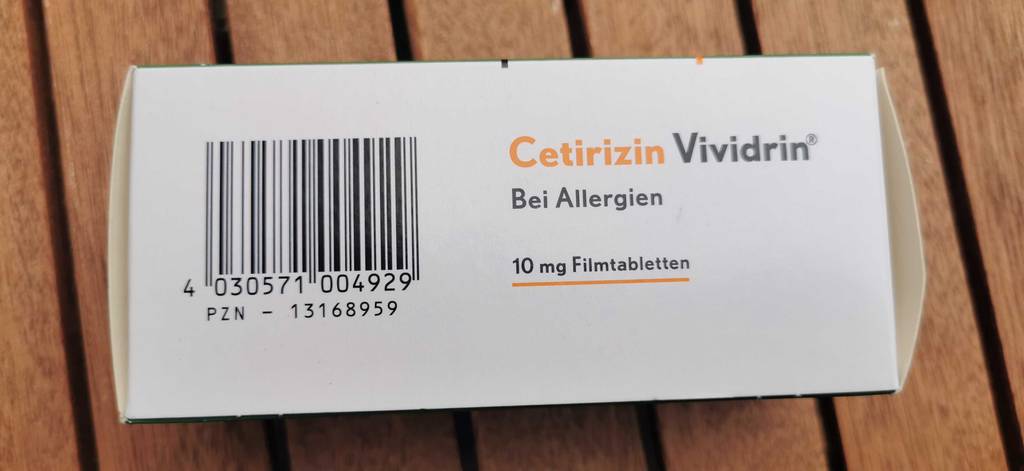 Cetirizin Vividrin®
Bei Allergien
10 mg Filmtabletten
4 030571 004929
PZN - 13168959